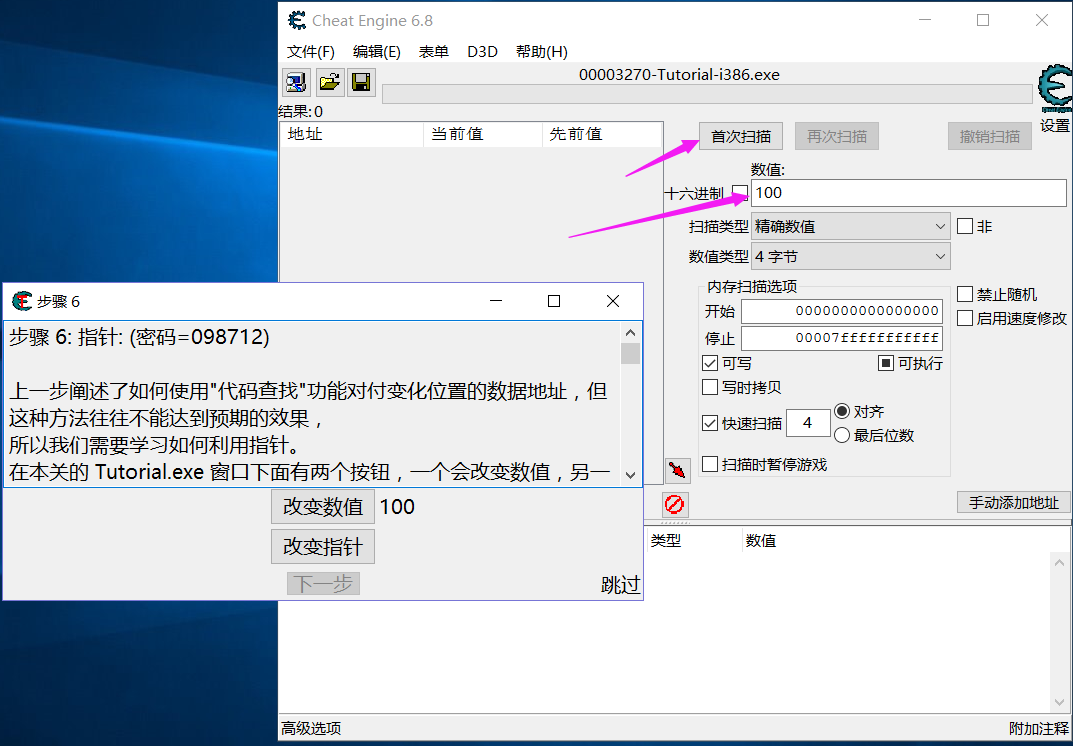 Cheat Engine 6.8
文件(F) 编辑(E) 表单 D3D 帮助(H)
00003270-Tutorial-i386.exe
结果:0
设置
地址 当前值 先前值
首次扫描 再次扫描 撤销扫描
数值:
十六进制 100
扫描类型 精确数值 非
数值类型 4 字节
内存扫描选项
开始 0000000000000000
停止 00007fffffffffff
禁止随机
启用速度修改
可写 可执行
写时拷贝
快速扫描 4 对齐
最后位数
扫描时暂停游戏
手动添加地址
类型 数值
高级选项 附加注释
步骤 6
步骤 6: 指针: (密码=098712)
上一步阐述了如何使用"代码查找"功能对付变化位置的数据地址，但
这种方法往往不能达到预期的效果，
所以我们需要学习如何利用指针。
在本关的 Tutorial.exe 窗口下面有两个按钮，一个会改变数值，另一
改变数值 100
改变指针
下一步 跳过